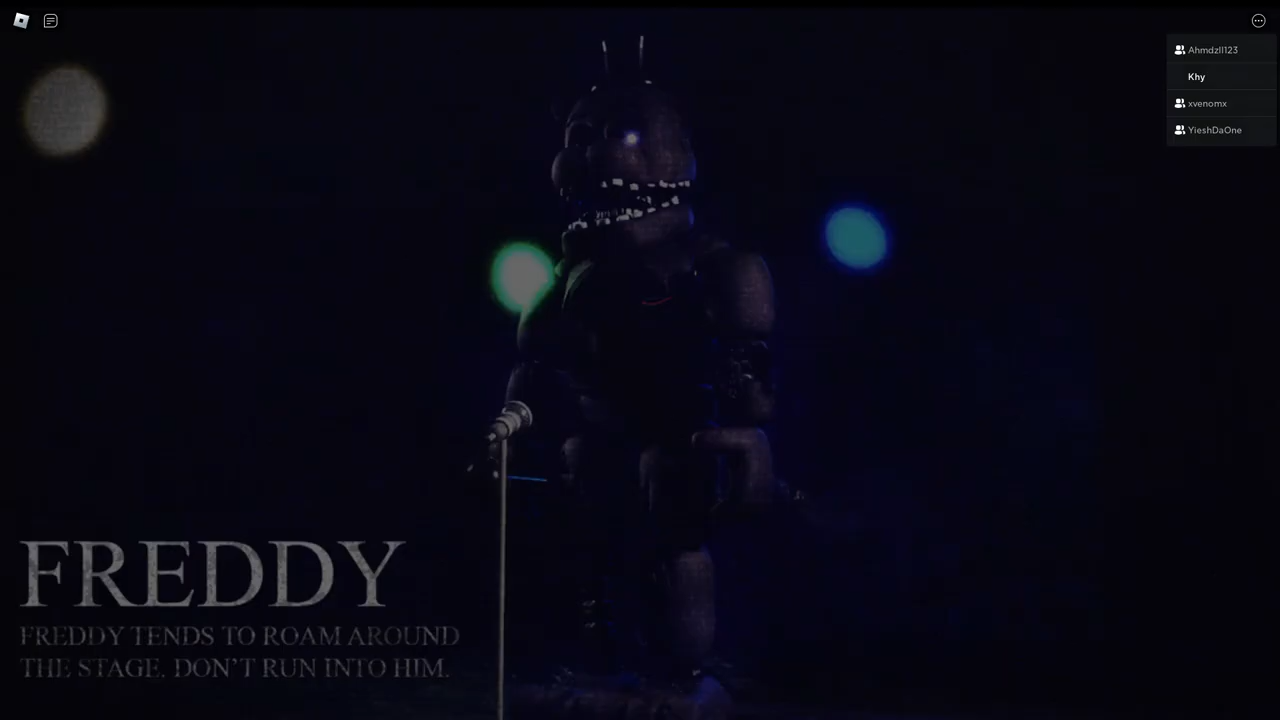 Ahmdzll123
Khy
xvenomx
YieshDaOne
FREDDY
FREDDY TENDS TO ROAM AROUND
THE STAGE. DON'T RUN INTO HIM.